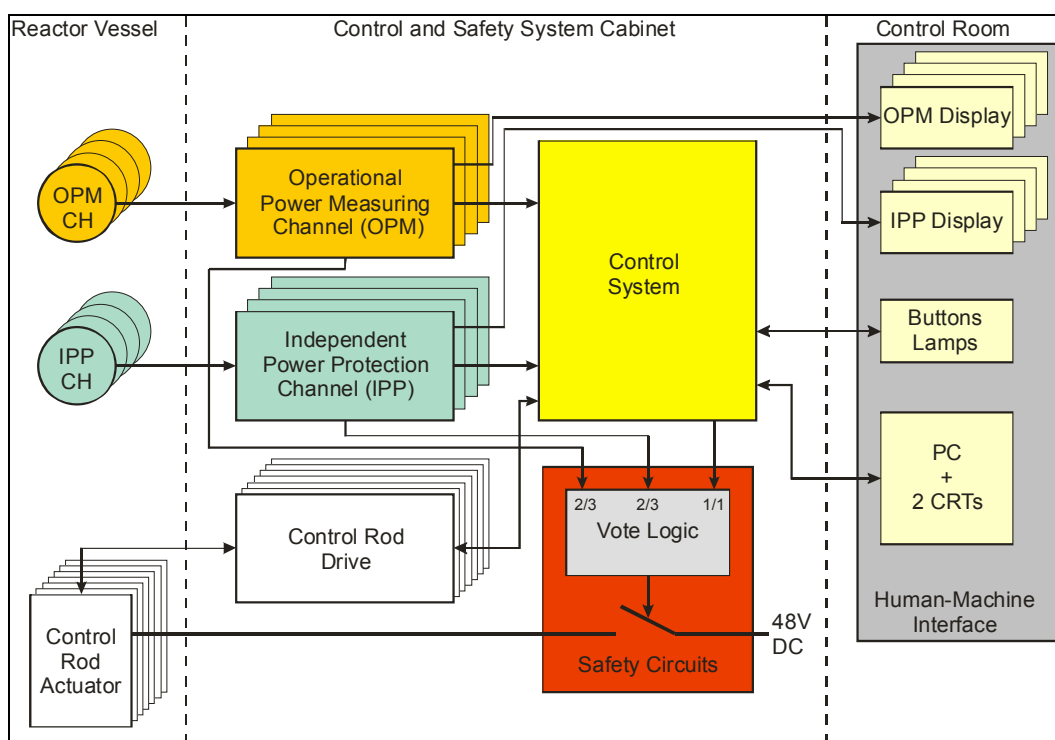 Reactor Vessel
Control and Safety System Cabinet
Control Room
OPM
CH
Operational
Power Measuring
Channel (OPM)
Control
System
OPM Display
IPP Display
IPP
CH
Independent
Power Protection
Channel (IPP)
Buttons
Lamps
PC
+
2 CRTs
2/3
2/3
1/1
Vote Logic
Control Rod
Drive
Control
Rod
Actuator
48V
DC
Safety Circuits
Human-Machine
Interface